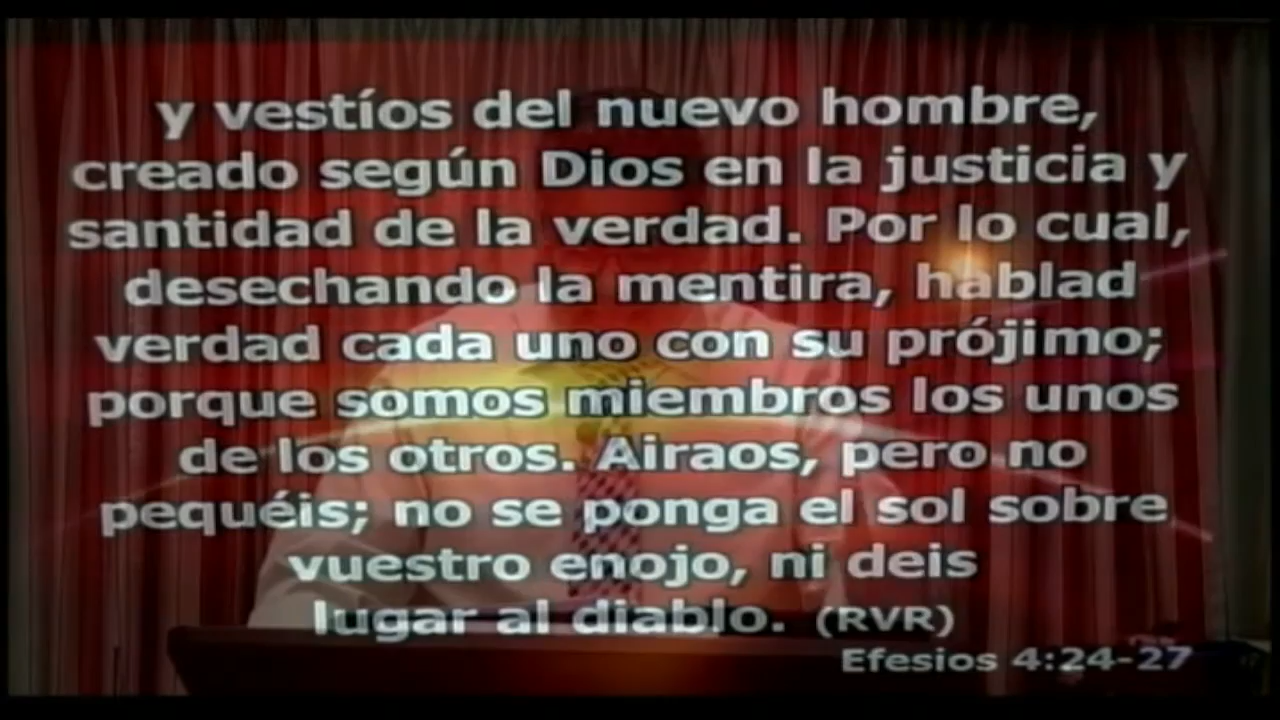 y vestíos del nuevo hombre,
creado según Dios en la justicia y
santidad de la verdad. Por lo cual,
desechando la mentira, hablad
verdad cada uno con su prójimo;
porque somos miembros los unos
de los otros. Airaos, pero no
pequéis; no se ponga el sol sobre
vuestro enojo, ni deis
lugar al diablo. (RVR)
Efesios 4:24-27